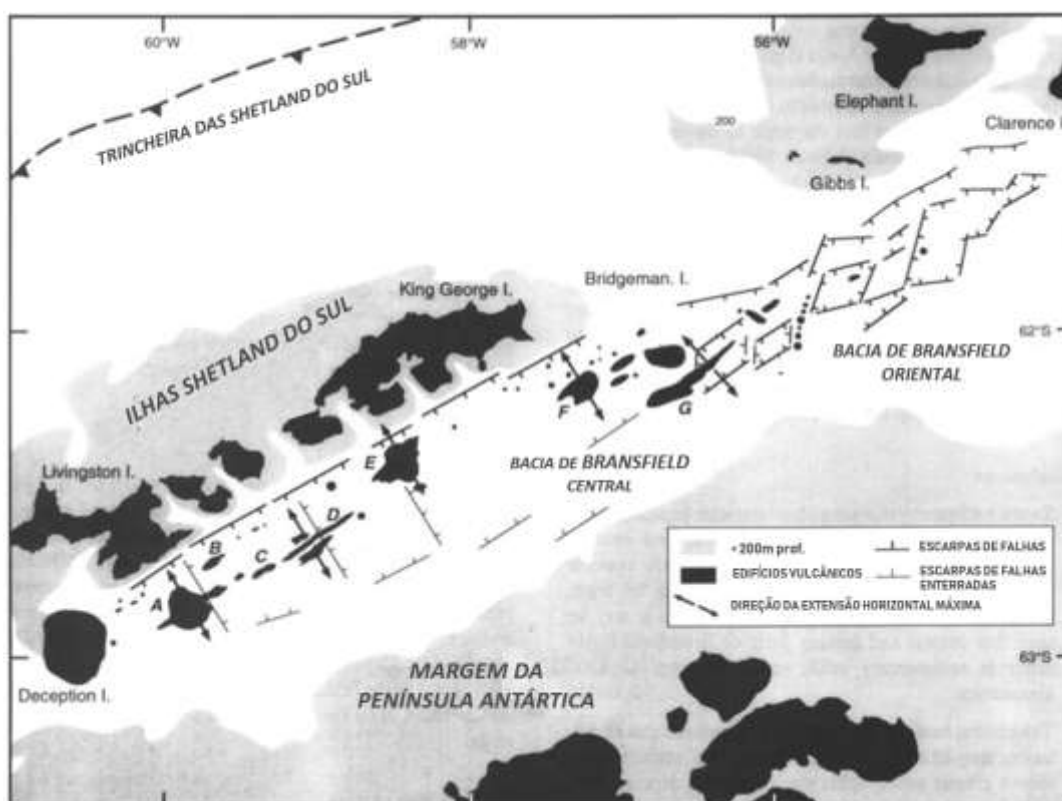 60°W
58°W
56°W
TRINCHEIRA DAS SHETLAND DO SUL
Elephant I.
200
Clarence I
Gibbs I.
Bridgeman. I.
King George I.
ILHAS SHETLAND DO SUL
62°S
BACIA DE BRANSFIELD
ORIENTAL
F
G
E
BACIA DE BRANSFIELD
CENTRAL
Livingston I.
D
B
C
A
<200m prof.
ESCARPAS DE FALHAS
EDIFÍCIOS VULCÂNICOS
ESCARPAS DE FALHAS
ENTERRADAS
DIREÇÃO DA EXTENSÃO HORIZONTAL MÁXIMA
63°S
MARGEM DA
PENÍNSULA ANTÁRTICA
Deception I.